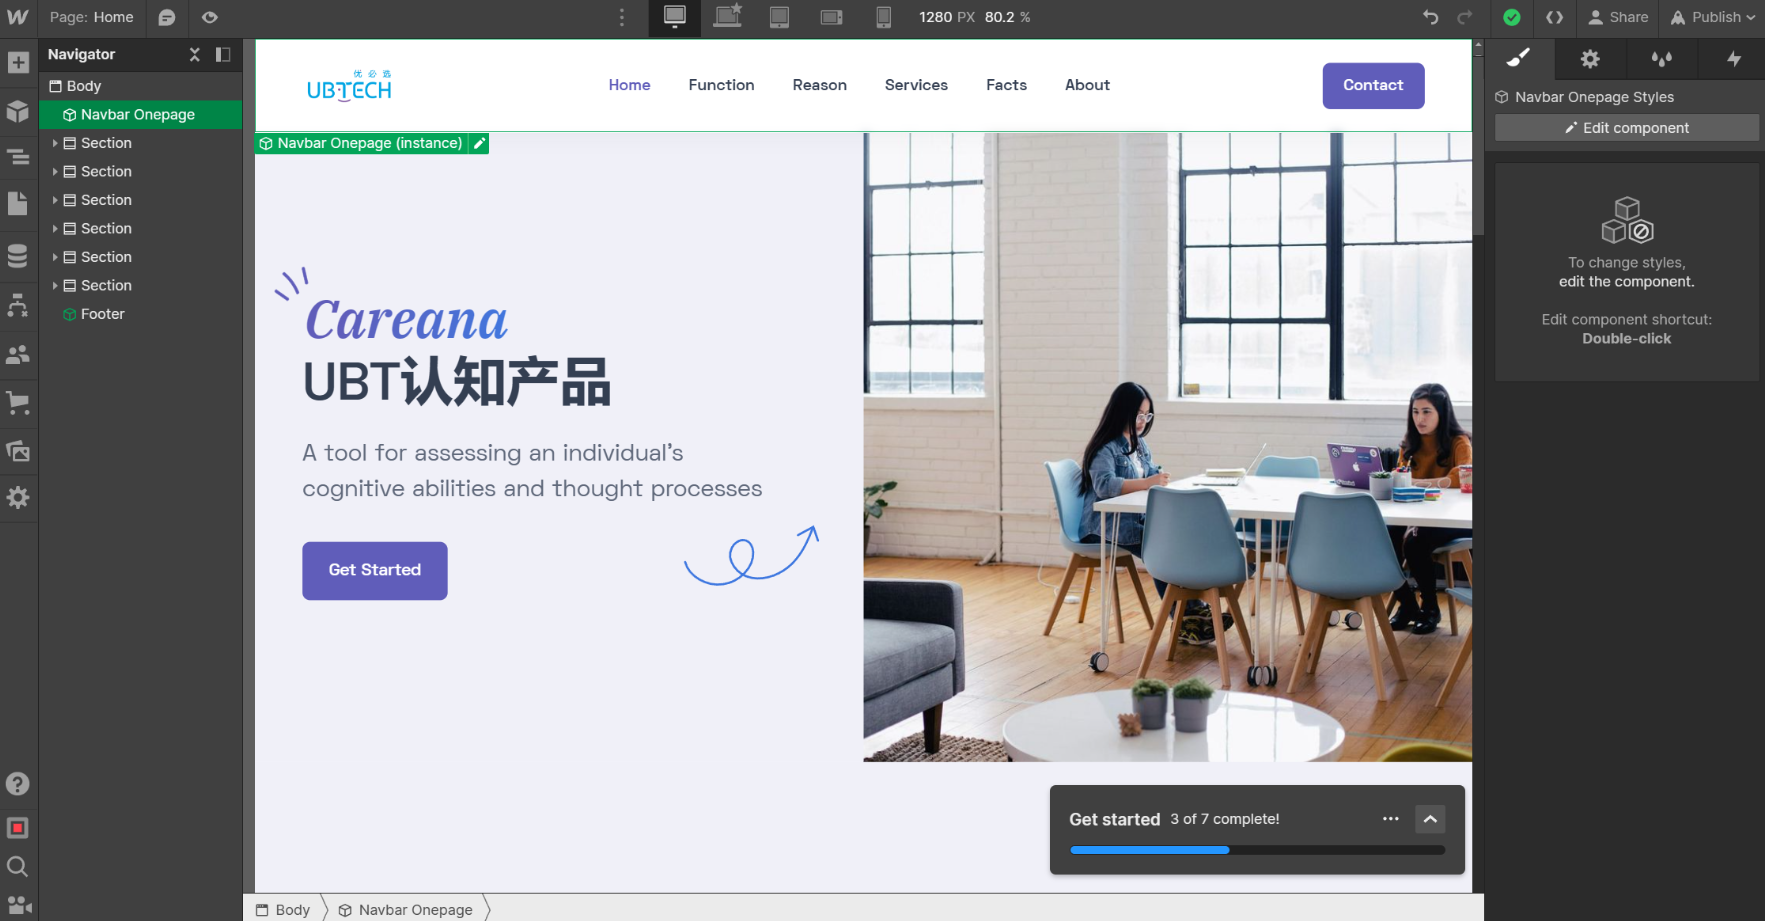 Page: Home
1280 PX 80.2 %
Share
Publish
Navigator
Body
Navbar Onepage
Section
Section
Section
Section
Section
Section
Footer
优必选
UBTECH
Home
Function
Reason
Services
Facts
About
Contact
Navbar Onepage (instance)
Careana
UBT认知产品
A tool for assessing an individual's
cognitive abilities and thought processes
Get Started
Navbar Onepage Styles
Edit component
To change styles,
edit the component.
Edit component shortcut:
Double-click
Get started 3 of 7 complete!
Body
Navbar Onepage